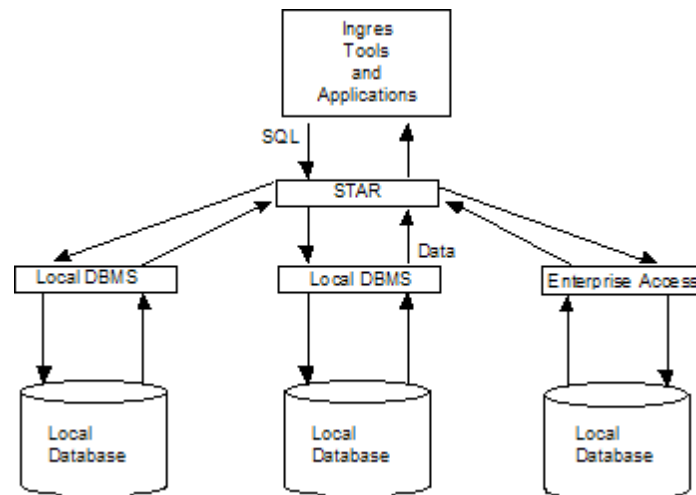 Ingres
Tools
and
Applications
SQL
STAR
Data
Local DBMS
Local DBMS
Enterprise Access
Local
Database
Local
Database
Local
Database